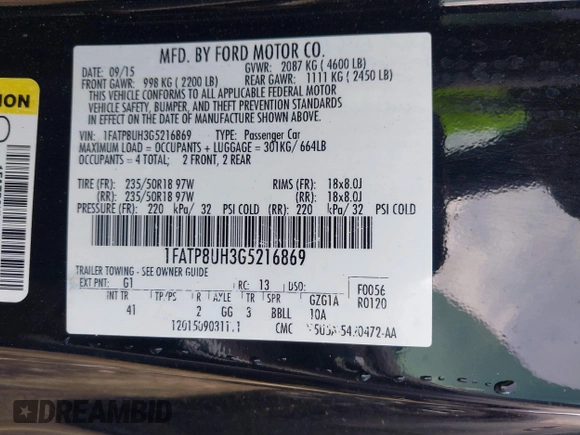 MFD. BY FORD MOTOR CO.
DATE: 09/15 GVWR: 2087 KG ( 4600 LB)
FRONT GAWR: 998 KG ( 2200 LB) REAR GAWR: 1111 KG ( 2450 LB)
THIS VEHICLE CONFORMS TO ALL APPLICABLE FEDERAL MOTOR
VEHICLE SAFETY, BUMPER, AND THEFT PREVENTION STANDARDS
IN EFFECT ON THE DATE OF MANUFACTURE SHOWN ABOVE.
VIN: 1FATP8UH3G5216869 TYPE: Passenger Car
MAXIMUM LOAD = OCCUPANTS + LUGGAGE = 301KG/ 664LB
OCCUPANTS = 4 TOTAL; 2 FRONT, 2 REAR
TIRE (FR): 235/50R18 97W RIMS (FR): 18x8.0J
(RR): 235/50R18 97W (RR): 18x8.0J
PRESSURE (FR): 220 kPa/ 32 PSI COLD (RR): 220 kPa/ 32 PSI COLD
1FATP8UH3G5216869
TRAILER TOWING - SEE OWNER GUIDE
EXT PNT: G1 RC: 13 DSO: F0056
INT TR TP/PS R AXLE TR SPR GZG1A R0120
41 2 GG 3 BBLL 10A
12015090311.1 CMC
DREAMBID